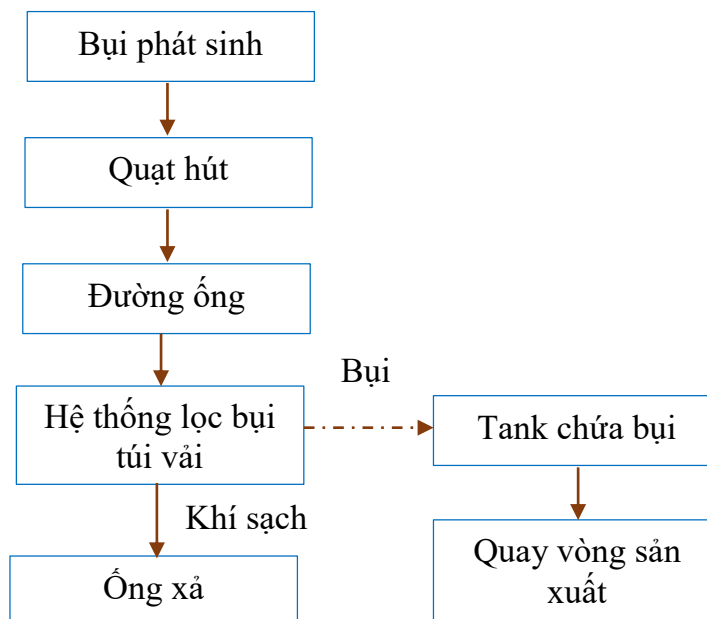 Bụi phát sinh
Quạt hút
Đường ống
Bụi
Hệ thống lọc bụi
túi vải
Tank chứa bụi
Khí sạch
Quay vòng sản
xuất
Ống xả